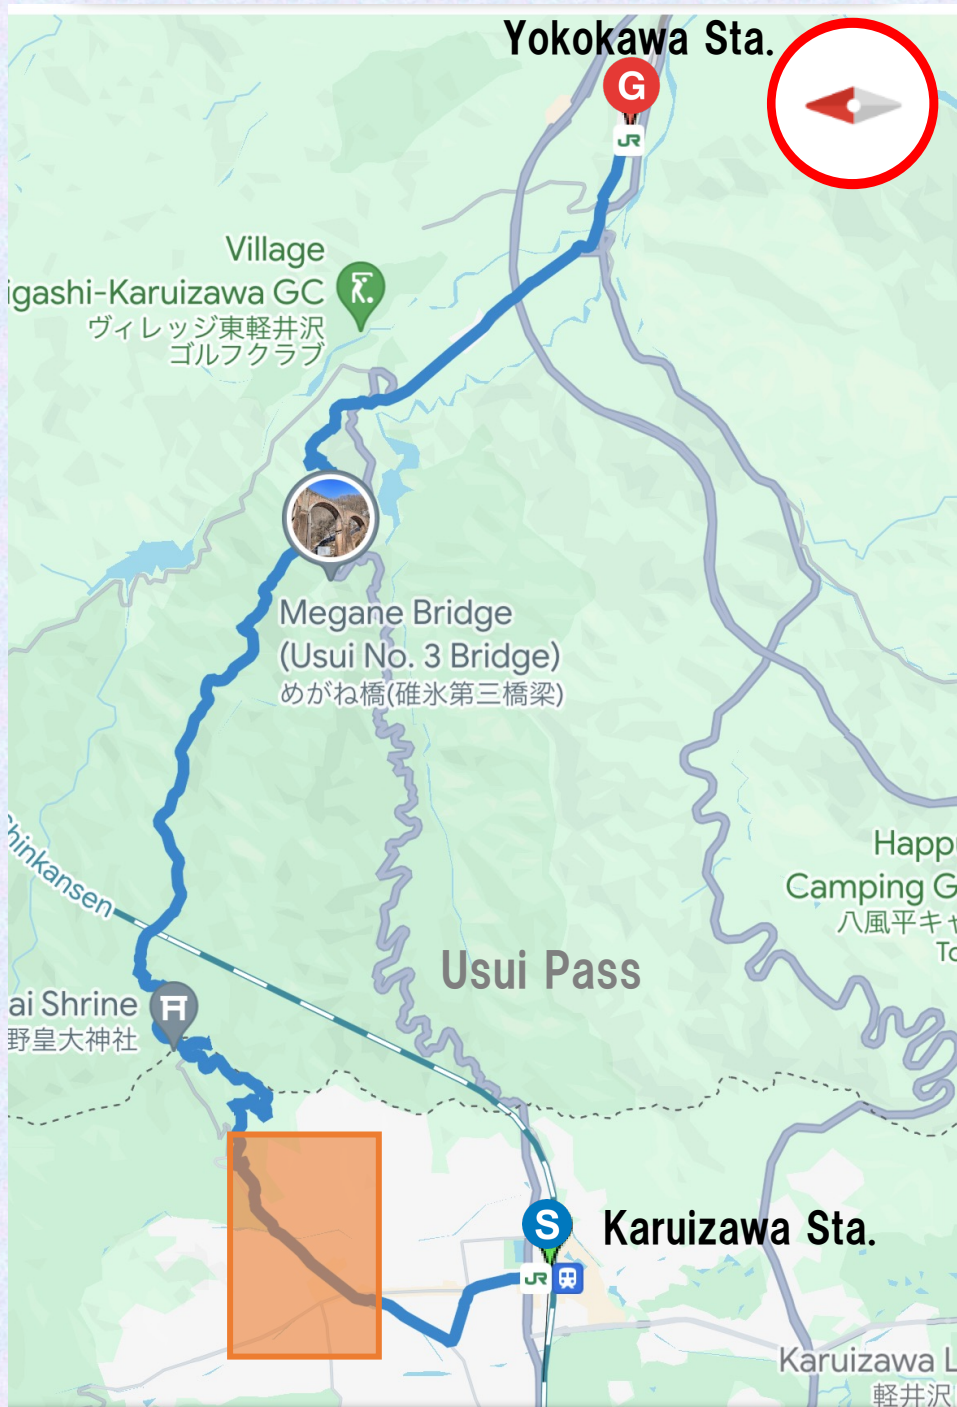 Yokokawa Sta.
G
JR
Village
igashi-Karuizawa GC
ヴィレッジ東軽井沢
ゴルフクラブ
Megane Bridge
(Usui No. 3 Bridge)
めがね橋(碓氷第三橋梁)
Shinkansen
Happu
Camping G
八風平キャ
To
Usui Pass
ai Shrine
野皇大神社
S
Karuizawa Sta.
JR
Karuizawa L
軽井沢